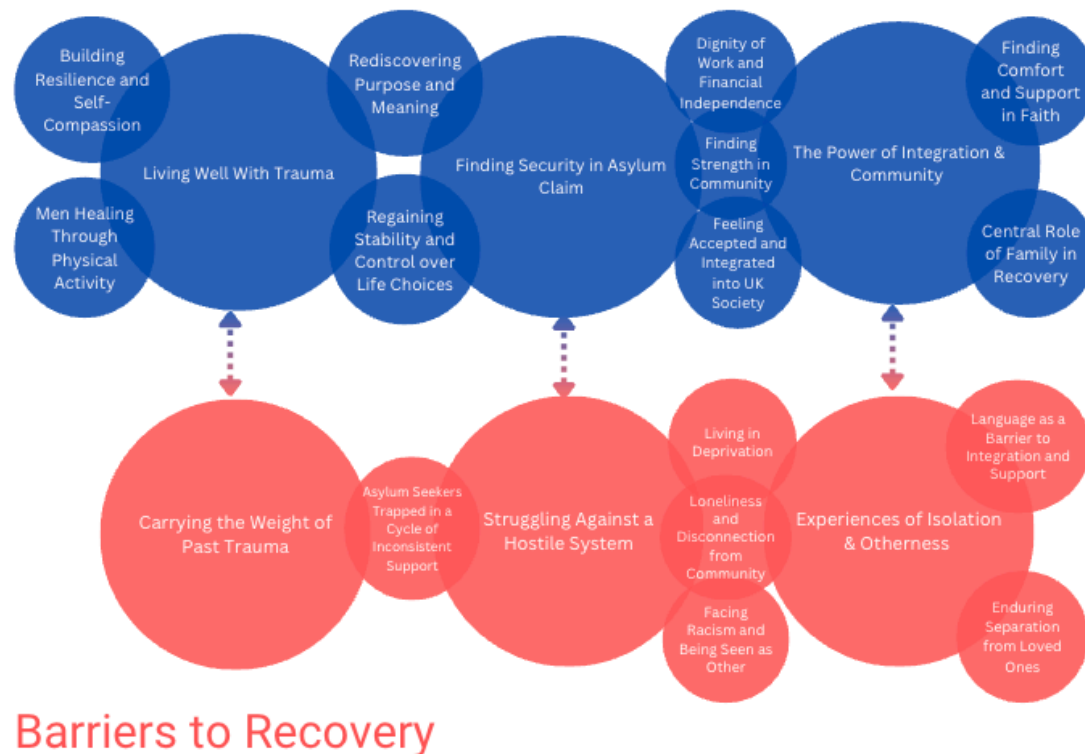 Building
Resilience and
Self-
Compassion
Rediscovering
Purpose and
Meaning
Dignity of
Work and
Financial
Independence
Finding
Comfort
and Support
in Faith
Living Well With Trauma
Finding Security in Asylum
Claim
Finding
Strength in
Community
The Power of Integration &
Community
Men Healing
Through
Physical
Activity
Regaining
Stability and
Control over
Life Choices
Feeling
Accepted and
Integrated
into UK
Society
Central Role
of Family in
Recovery
Living in
Deprivation
Language as a
Barrier to
Integration and
Support
Carrying the Weight of
Past Trauma
Asylum Seekers
Trapped in a
Cycle of
Inconsistent
Support
Struggling Against a
Hostile System
Loneliness
and
Disconnection
from
Community
Experiences of Isolation
& Otherness
Facing
Racism and
Being Seen as
Other
Enduring
Separation
from Loved
Ones
Barriers to Recovery